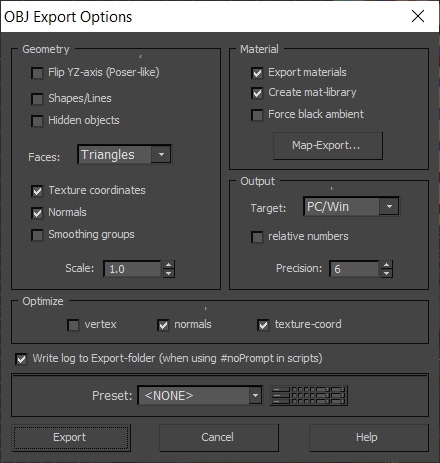 OBJ Export Options
Geometry
Flip YZ-axis (Poser-like)
Shapes/Lines
Hidden objects
Faces: Triangles
Texture coordinates
Normals
Smoothing groups
Scale: 1.0
Material
Export materials
Create mat-library
Force black ambient
Map-Export...
Output
Target: PC/Win
relative numbers
Precision: 6
Optimize
vertex normals texture-coord
Write log to Export-folder (when using #noPrompt in scripts)
Preset: <NONE>
Export Cancel Help